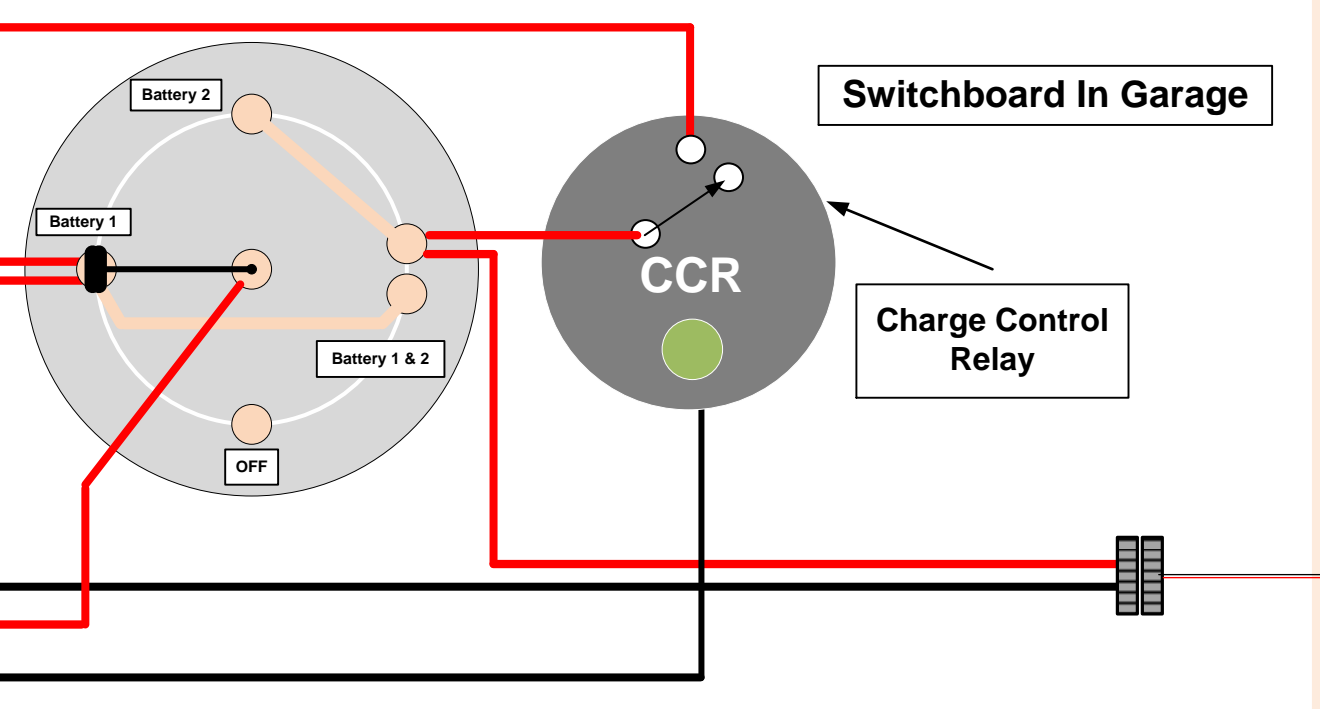 Battery 2
Switchboard In Garage
Battery 1
CCR
Charge Control
Relay
Battery 1 & 2
OFF